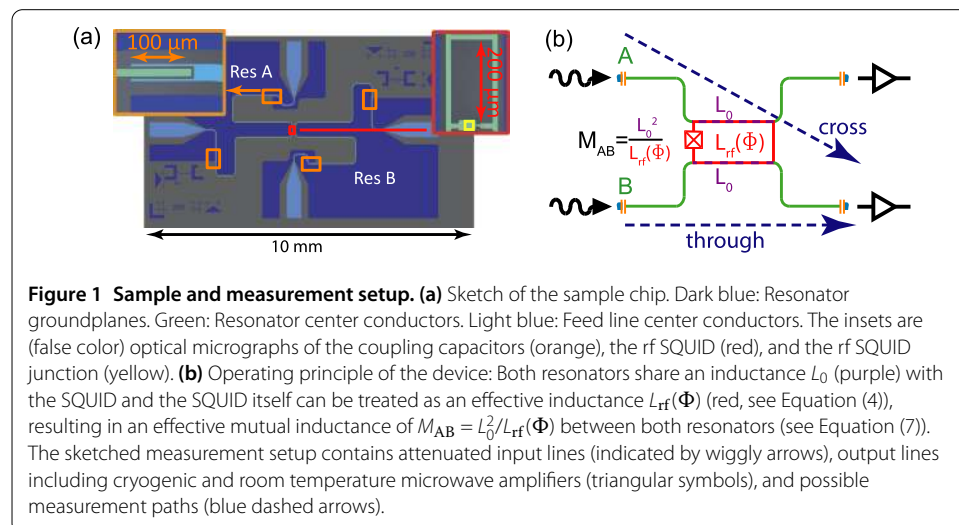 (a)
100 μm
Res A
200 μm
Res B
10 mm
(b)
A
L₀
M_AB = L₀² / L_rf(Φ)
L_rf(Φ)
cross
L₀
B
through
Figure 1 Sample and measurement setup. (a) Sketch of the sample chip. Dark blue: Resonator
groundplanes. Green: Resonator center conductors. Light blue: Feed line center conductors. The insets are
(false color) optical micrographs of the coupling capacitors (orange), the rf SQUID (red), and the rf SQUID
junction (yellow). (b) Operating principle of the device: Both resonators share an inductance L₀ (purple) with
the SQUID and the SQUID itself can be treated as an effective inductance L_rf(Φ) (red, see Equation (4)),
resulting in an effective mutual inductance of M_AB = L₀²/L_rf(Φ) between both resonators (see Equation (7)).
The sketched measurement setup contains attenuated input lines (indicated by wiggly arrows), output lines
including cryogenic and room temperature microwave amplifiers (triangular symbols), and possible
measurement paths (blue dashed arrows).